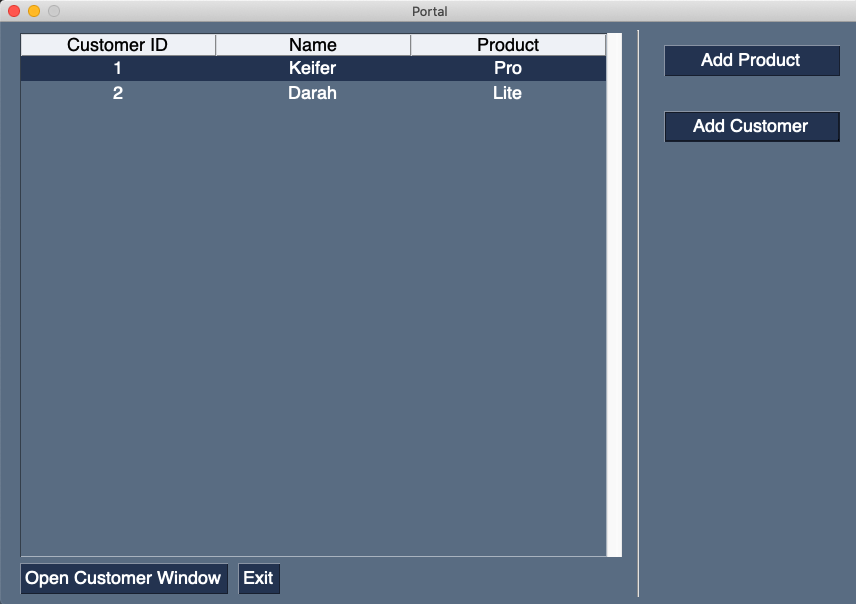 Portal
Customer ID Name Product
1 Keifer Pro
2 Darah Lite
Add Product
Add Customer
Open Customer Window Exit